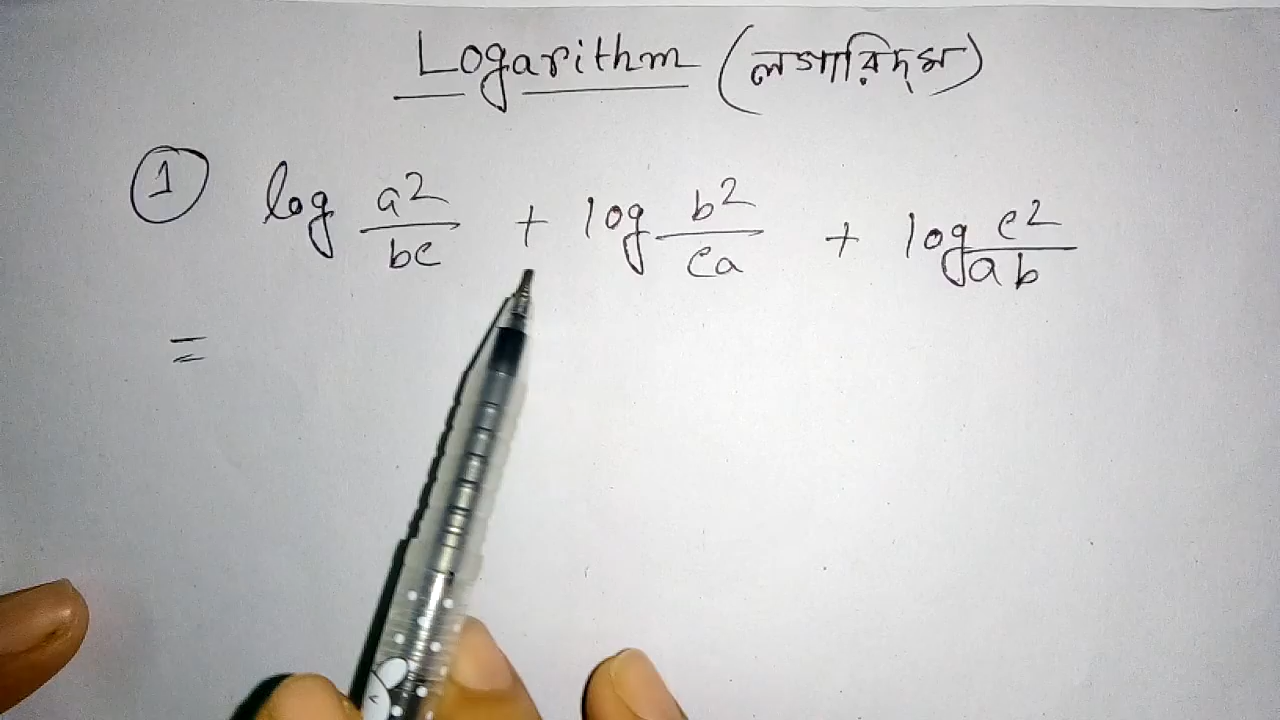 Logarithm (লগারিদম)
① log a²/bc + log b²/ca + log c²/ab
=